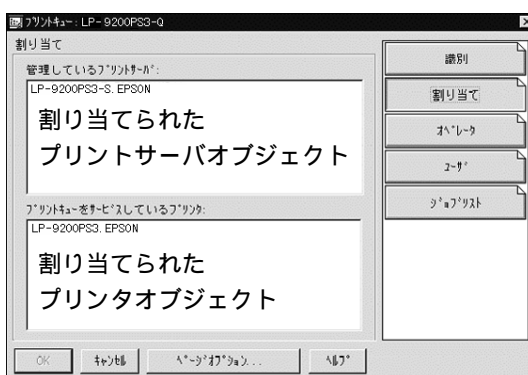 ﾌﾟﾘﾝﾄｷｭｰ: LP-9200PS3-Q
割り当て
管理しているﾌﾟﾘﾝﾄｻｰﾊﾞ:
LP-9200PS3-S.EPSON
割り当てられた
プリントサーバオブジェクト
ﾌﾟﾘﾝﾄｷｭｰをｻｰﾋﾞｽしているﾌﾟﾘﾝﾀ:
LP-9200PS3.EPSON
割り当てられた
プリンタオブジェクト
識別
割り当て
ｵﾍﾟﾚｰﾀ
ﾕｰｻﾞ
ｼﾞｮﾌﾞﾘｽﾄ
OK
ｷｬﾝｾﾙ
ﾍﾟｰｼﾞｵﾌﾟｼｮﾝ...
ﾍﾙﾌﾟ